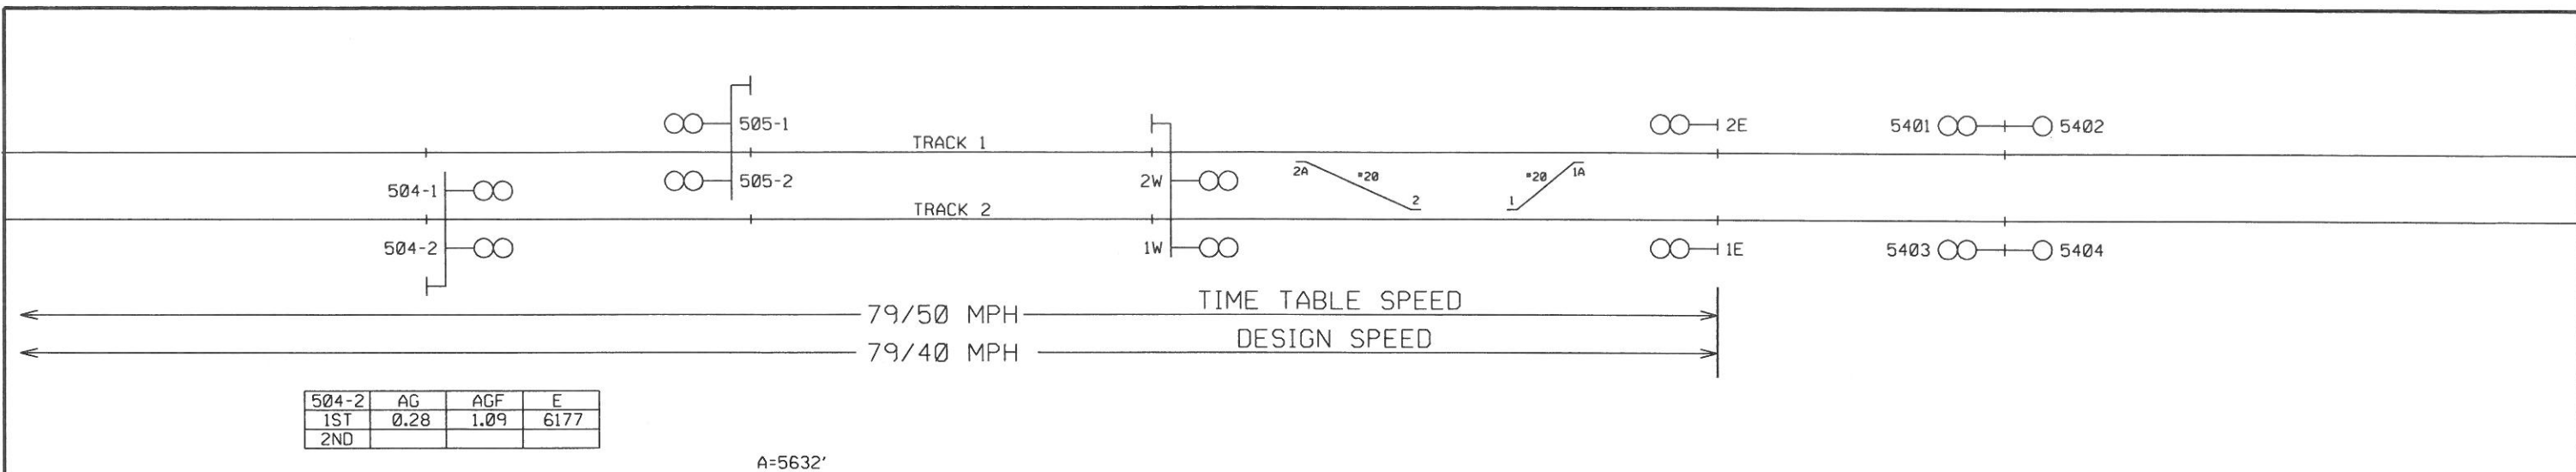 505-1
2E
5401
5402
TRACK 1
504-1
505-2
2W
2A
"20
2
"20
1A
1
TRACK 2
504-2
1W
1E
5403
5404
TIME TABLE SPEED
79/50 MPH
DESIGN SPEED
79/40 MPH
504-2 AG AGF E
1ST 0.28 1.09 6177
2ND
A=5632'